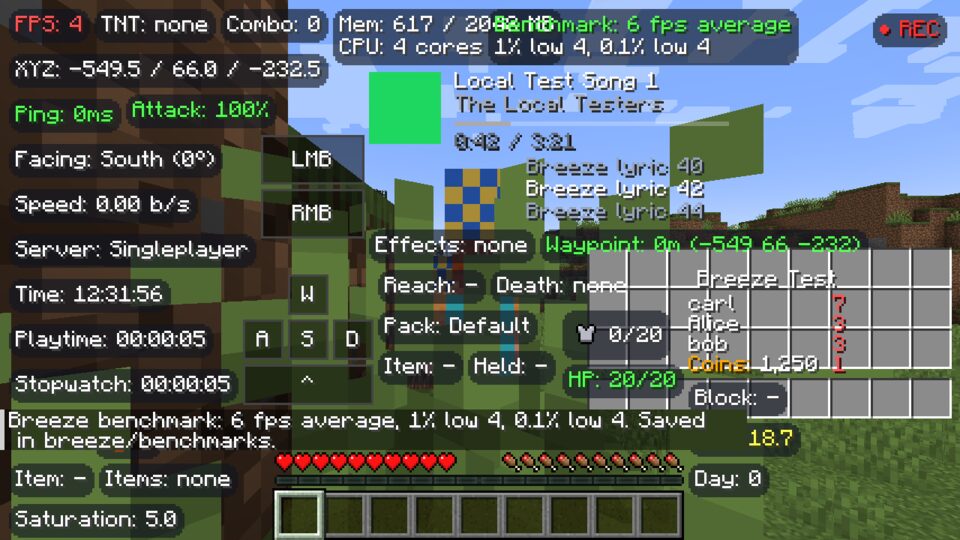 FPS: 4
TNT: none
Combo: 0
Mem: 617 / 2048 MB
Benchmark: 6 fps average
REC
CPU: 4 cores
1% low 4, 0.1% low 4
XYZ: -549.5 / 66.0 / -232.5
Local Test Song 1
The Local Testers
Ping: 0ms
Attack: 100%
0:42 / 3:21
Facing: South (0°)
LMB
Breeze lyric 40
Breeze lyric 42
Breeze lyric 44
Speed: 0.00 b/s
RMB
Server: Singleplayer
Effects: none
Waypoint: 0m (-549 66 -232)
Time: 12:31:56
W
Reach: -
Death: none
Breeze Test
carl 7
Alice 3
bob 3
Coins: 1,250 1
Playtime: 00:00:05
A
S
D
Pack: Default
0/20
Stopwatch: 00:00:05
^
Item: -
Held: -
HP: 20/20
Block: -
Breeze benchmark: 6 fps average, 1% low 4, 0.1% low 4. Saved
in breeze/benchmarks.
18.7
Item: -
Items: none
Day: 0
Saturation: 5.0